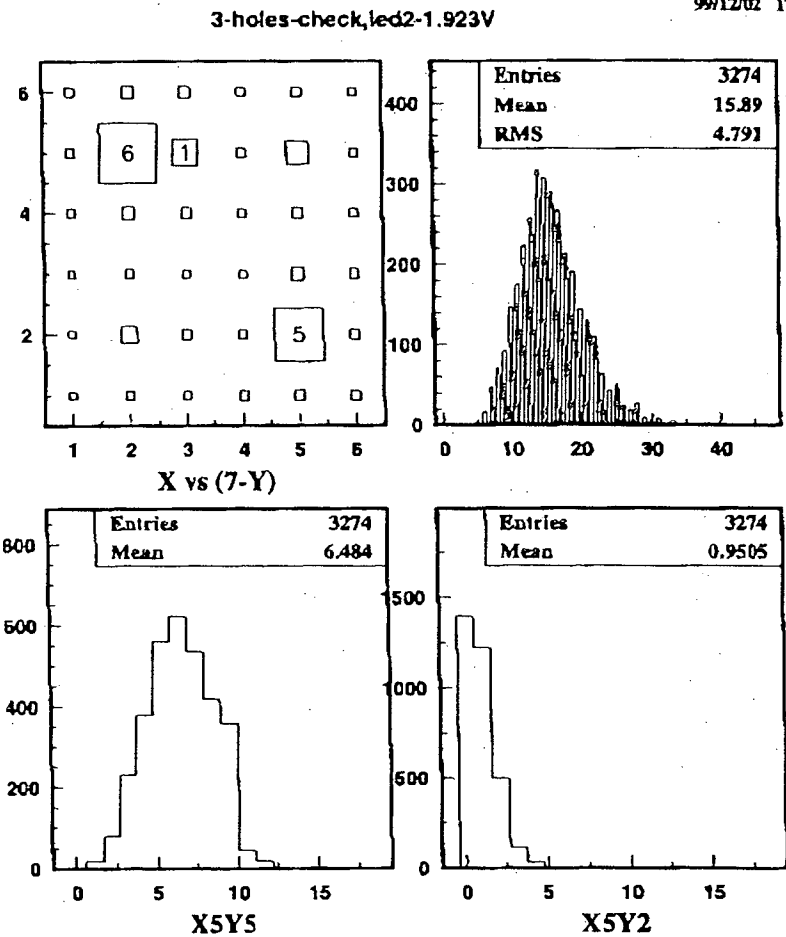 99/12/02 1
3-holes-check,led2-1.923V
6
4
2
6 1
5
1 2 3 4 5 6
X vs (7-Y)
Entries 3274
Mean 15.89
RMS 4.791
400
300
200
100
0
0 10 20 30 40
Entries 3274
Mean 6.484
800
600
400
200
0
0 5 10 15
X5Y5
Entries 3274
Mean 0.9505
1500
1000
500
0
0 5 10 15
X5Y2